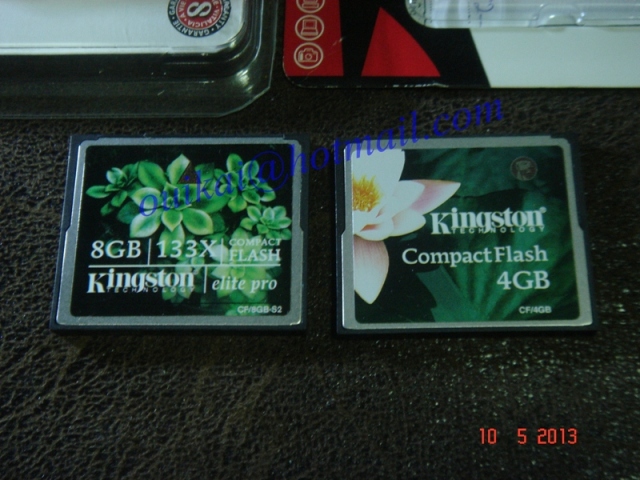 ouikai@hotmail.com
8GB 133X COMPACT FLASH
Kingston TECHNOLOGY elite pro
CF/8GB-S2
Kingston
TECHNOLOGY
CompactFlash
4GB
CF/4GB
10 5 2013